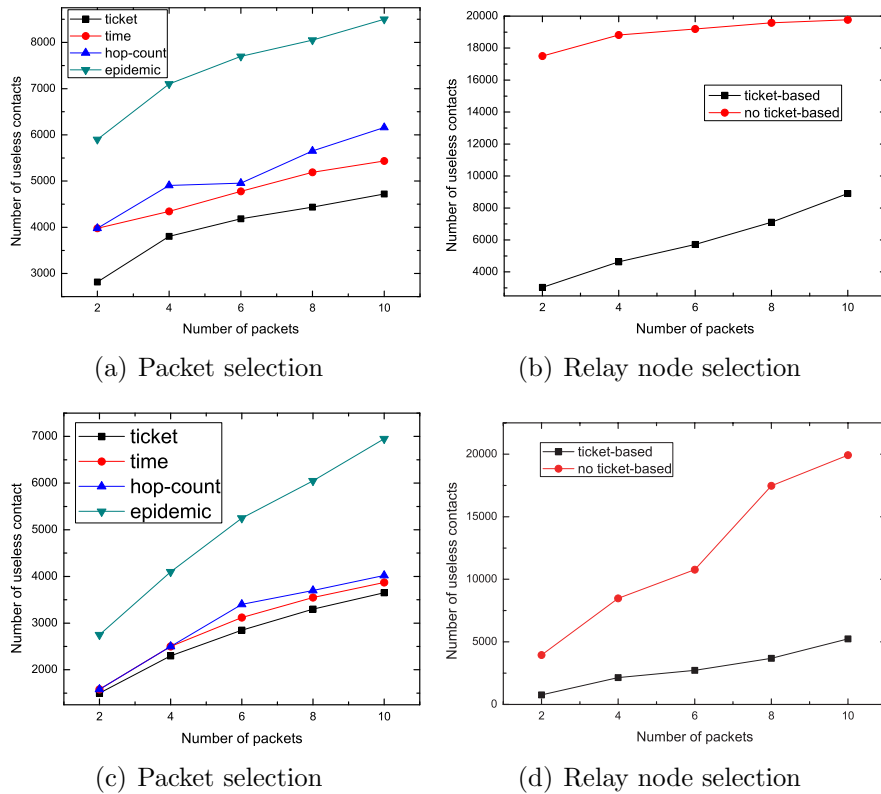 ticket
time
hop-count
epidemic
8000
7000
6000
5000
4000
3000
Number of useless contacts
2 4 6 8 10
Number of packets
(a) Packet selection
20000
18000
16000
14000
12000
10000
8000
6000
4000
Number of useless contacts
ticket-based
no ticket-based
2 4 6 8 10
Number of packets
(b) Relay node selection
ticket
time
hop-count
epidemic
7000
6000
5000
4000
3000
2000
Number of useless contact
2 4 6 8 10
Number of packets
(c) Packet selection
ticket-based
no ticket-based
20000
15000
10000
5000
0
Number of useless contacts
2 4 6 8 10
Number of packets
(d) Relay node selection